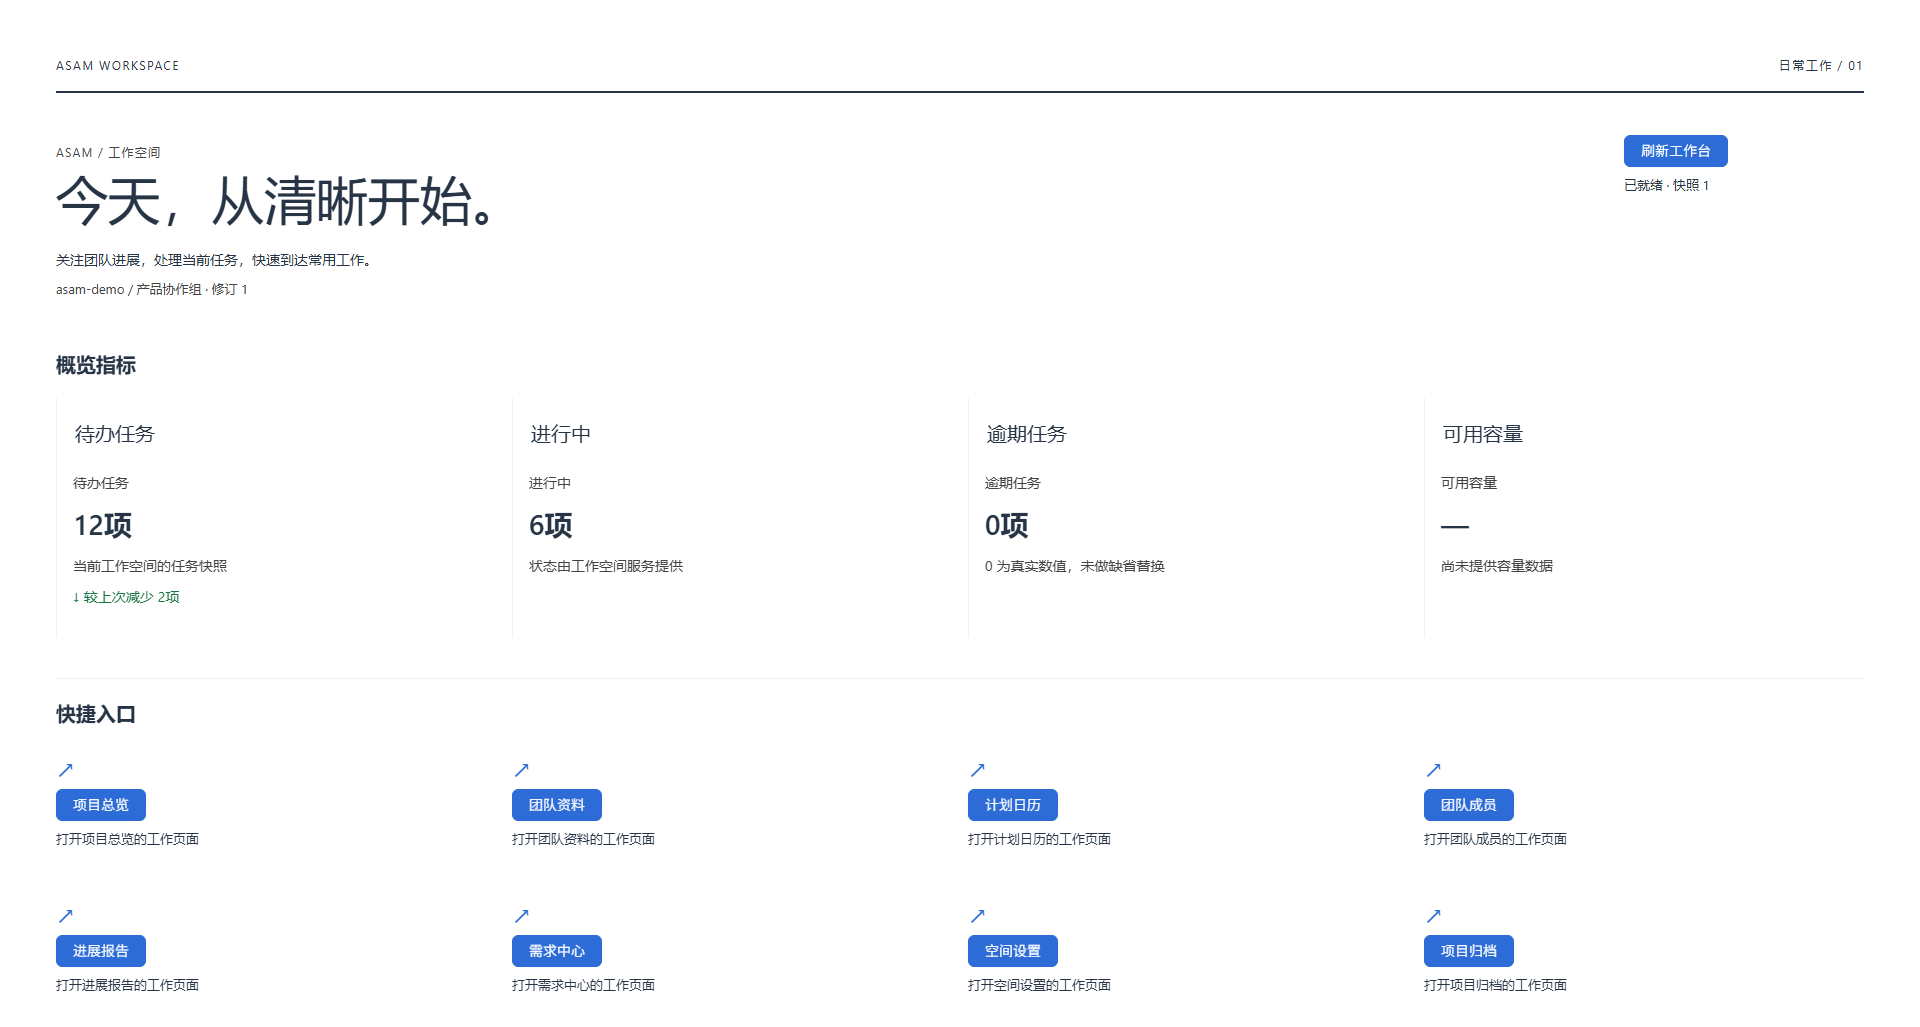 ASAM WORKSPACE
日常工作 / 01
ASAM / 工作空间
今天，从清晰开始。
关注团队进展，处理当前任务，快速到达常用工作。
asam-demo / 产品协作组 · 修订 1
刷新工作台
已就绪 · 快照 1
概览指标
待办任务
待办任务
12项
当前工作空间的任务快照
↓ 较上次减少 2项
进行中
进行中
6项
状态由工作空间服务提供
逾期任务
逾期任务
0项
0 为真实数值，未做缺省替换
可用容量
可用容量
—
尚未提供容量数据
快捷入口
↗
项目总览
打开项目总览的工作页面
↗
团队资料
打开团队资料的工作页面
↗
计划日历
打开计划日历的工作页面
↗
团队成员
打开团队成员的工作页面
↗
进展报告
打开进展报告的工作页面
↗
需求中心
打开需求中心的工作页面
↗
空间设置
打开空间设置的工作页面
↗
项目归档
打开项目归档的工作页面